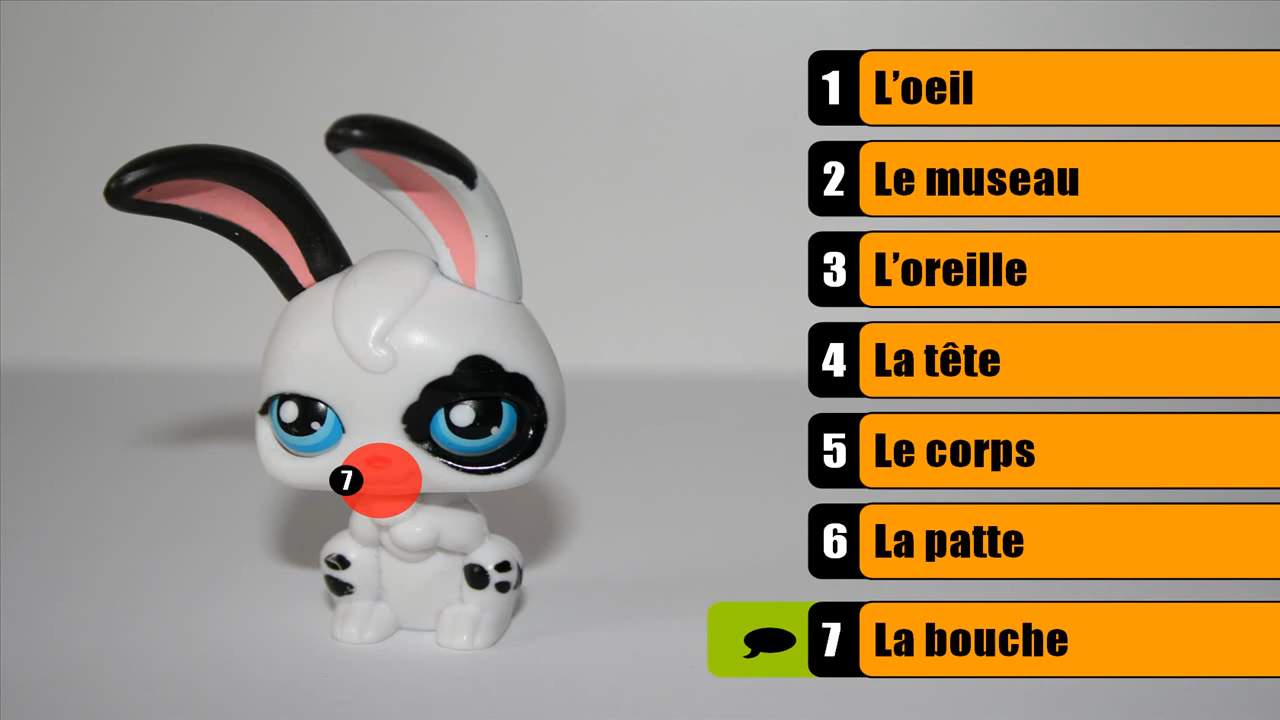 1 L’oeil
2 Le museau
3 L’oreille
4 La tête
5 Le corps
6 La patte
7 La bouche
7